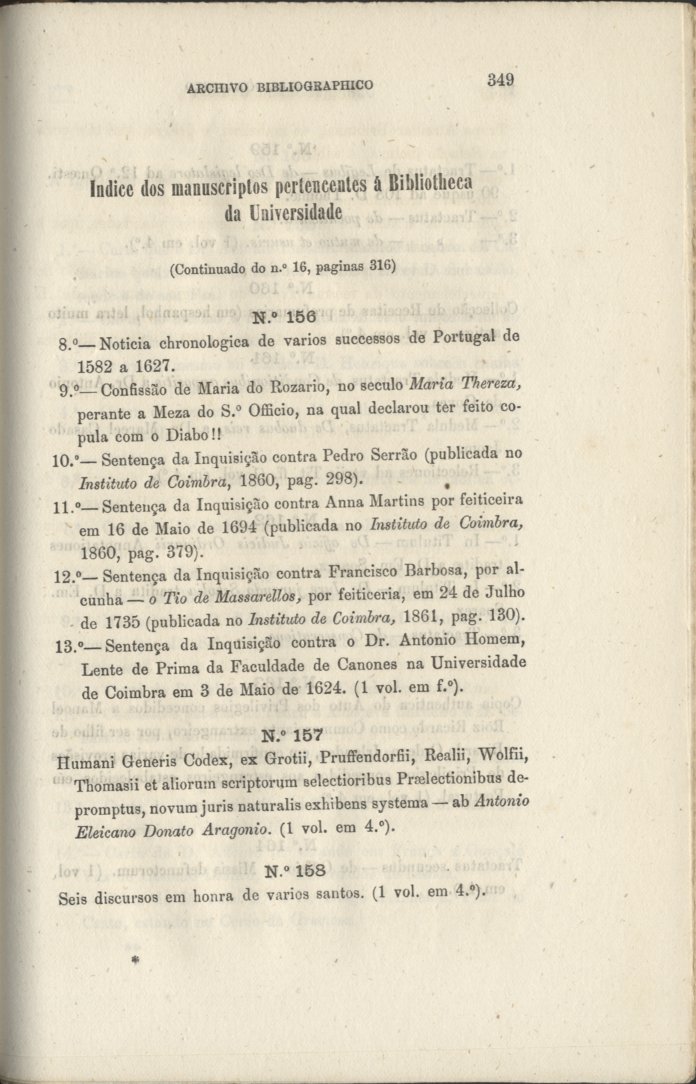 ARCHIVO BIBLIOGRAPHICO 349
Indice dos manuscriptos pertencentes á Bibliotheca
da Universidade
(Continuado do n.º 16, paginas 316)
N.º 156
8.º— Noticia chronologica de varios successos de Portugal de
1582 a 1627.
9.º— Confissão de Maria do Rozario, no seculo Maria Thereza,
perante a Meza do S.º Officio, na qual declarou ter feito co-
pula com o Diabo!!
10.º— Sentença da Inquisição contra Pedro Serrão (publicada no
Instituto de Coimbra, 1860, pag. 298).
11.º— Sentença da Inquisição contra Anna Martins por feiticeira
em 16 de Maio de 1694 (publicada no Instituto de Coimbra,
1860, pag. 379).
12.º— Sentença da Inquisição contra Francisco Barbosa, por al-
cunha — o Tio de Massarellos, por feiticeria, em 24 de Julho
de 1735 (publicada no Instituto de Coimbra, 1861, pag. 130).
13.º— Sentença da Inquisição contra o Dr. Antonio Homem,
Lente de Prima da Faculdade de Canones na Universidade
de Coimbra em 3 de Maio de 1624. (1 vol. em f.º).
N.º 157
Humani Generis Codex, ex Grotii, Pruffendorfii, Realii, Wolfii,
Thomasii et aliorum scriptorum selectioribus Prælectionibus de-
promptus, novum juris naturalis exhibens systema — ab Antonio
Eleicano Donato Aragonio. (1 vol. em 4.º).
N.º 158
Seis discursos em honra de varios santos. (1 vol. em 4.º).
*